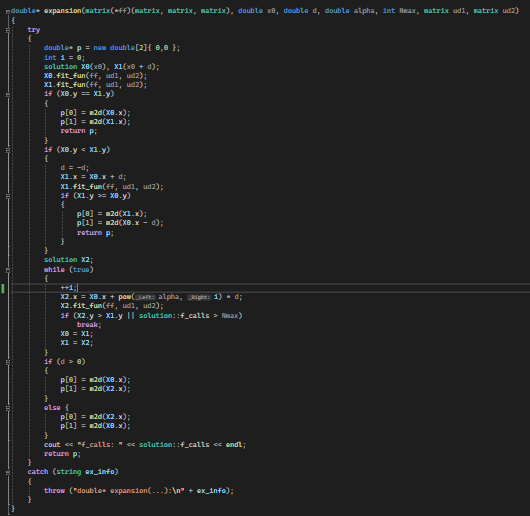 double* expansion(matrix(*ff)(matrix, matrix, matrix), double x0, double d, double alpha, int Nmax, matrix ud1, matrix ud2)
{
try
{
double* p = new double[2]{ 0,0 };
int i = 0;
solution X0(x0), X1(x0 + d);
X0.fit_fun(ff, ud1, ud2);
X1.fit_fun(ff, ud1, ud2);
if (X0.y == X1.y)
{
p[0] = m2d(X0.x);
p[1] = m2d(X1.x);
return p;
}
if (X0.y < X1.y)
{
d = -d;
X1.x = X0.x + d;
X1.fit_fun(ff, ud1, ud2);
if (X1.y >= X0.y)
{
p[0] = m2d(X1.x);
p[1] = m2d(X0.x - d);
return p;
}
}
solution X2;
while (true)
{
++i;
X2.x = X0.x + pow(_Left: alpha, _Right: i) * d;
X2.fit_fun(ff, ud1, ud2);
if (X2.y > X1.y || solution::f_calls > Nmax)
break;
X0 = X1;
X1 = X2;
}
if (d > 0)
{
p[0] = m2d(X0.x);
p[1] = m2d(X2.x);
}
else {
p[0] = m2d(X2.x);
p[1] = m2d(X0.x);
}
cout << "f_calls: " << solution::f_calls << endl;
return p;
}
catch (string ex_info)
{
throw ("double* expansion(...):\n" + ex_info);
}
}